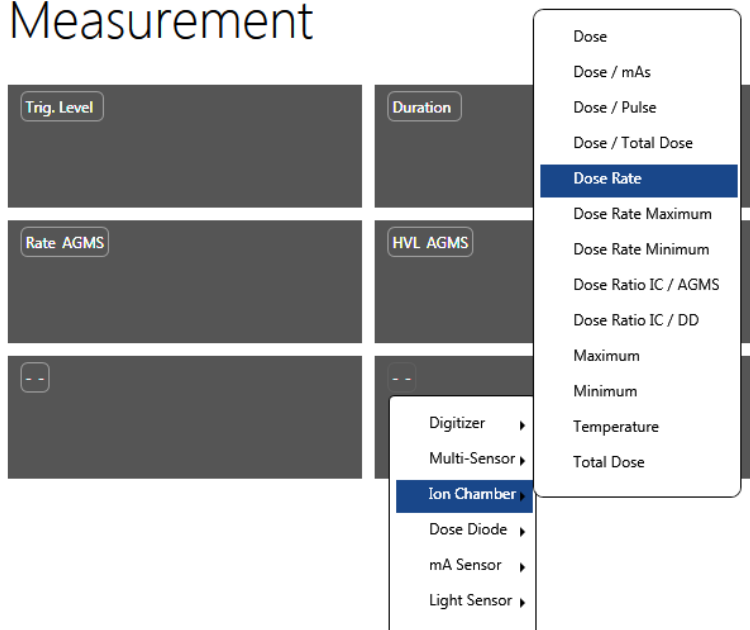 Measurement
Trig. Level
Duration
Rate AGMS
HVL AGMS
- -
- -
Digitizer
Multi-Sensor
Ion Chamber
Dose Diode
mA Sensor
Light Sensor
Dose
Dose / mAs
Dose / Pulse
Dose / Total Dose
Dose Rate
Dose Rate Maximum
Dose Rate Minimum
Dose Ratio IC / AGMS
Dose Ratio IC / DD
Maximum
Minimum
Temperature
Total Dose